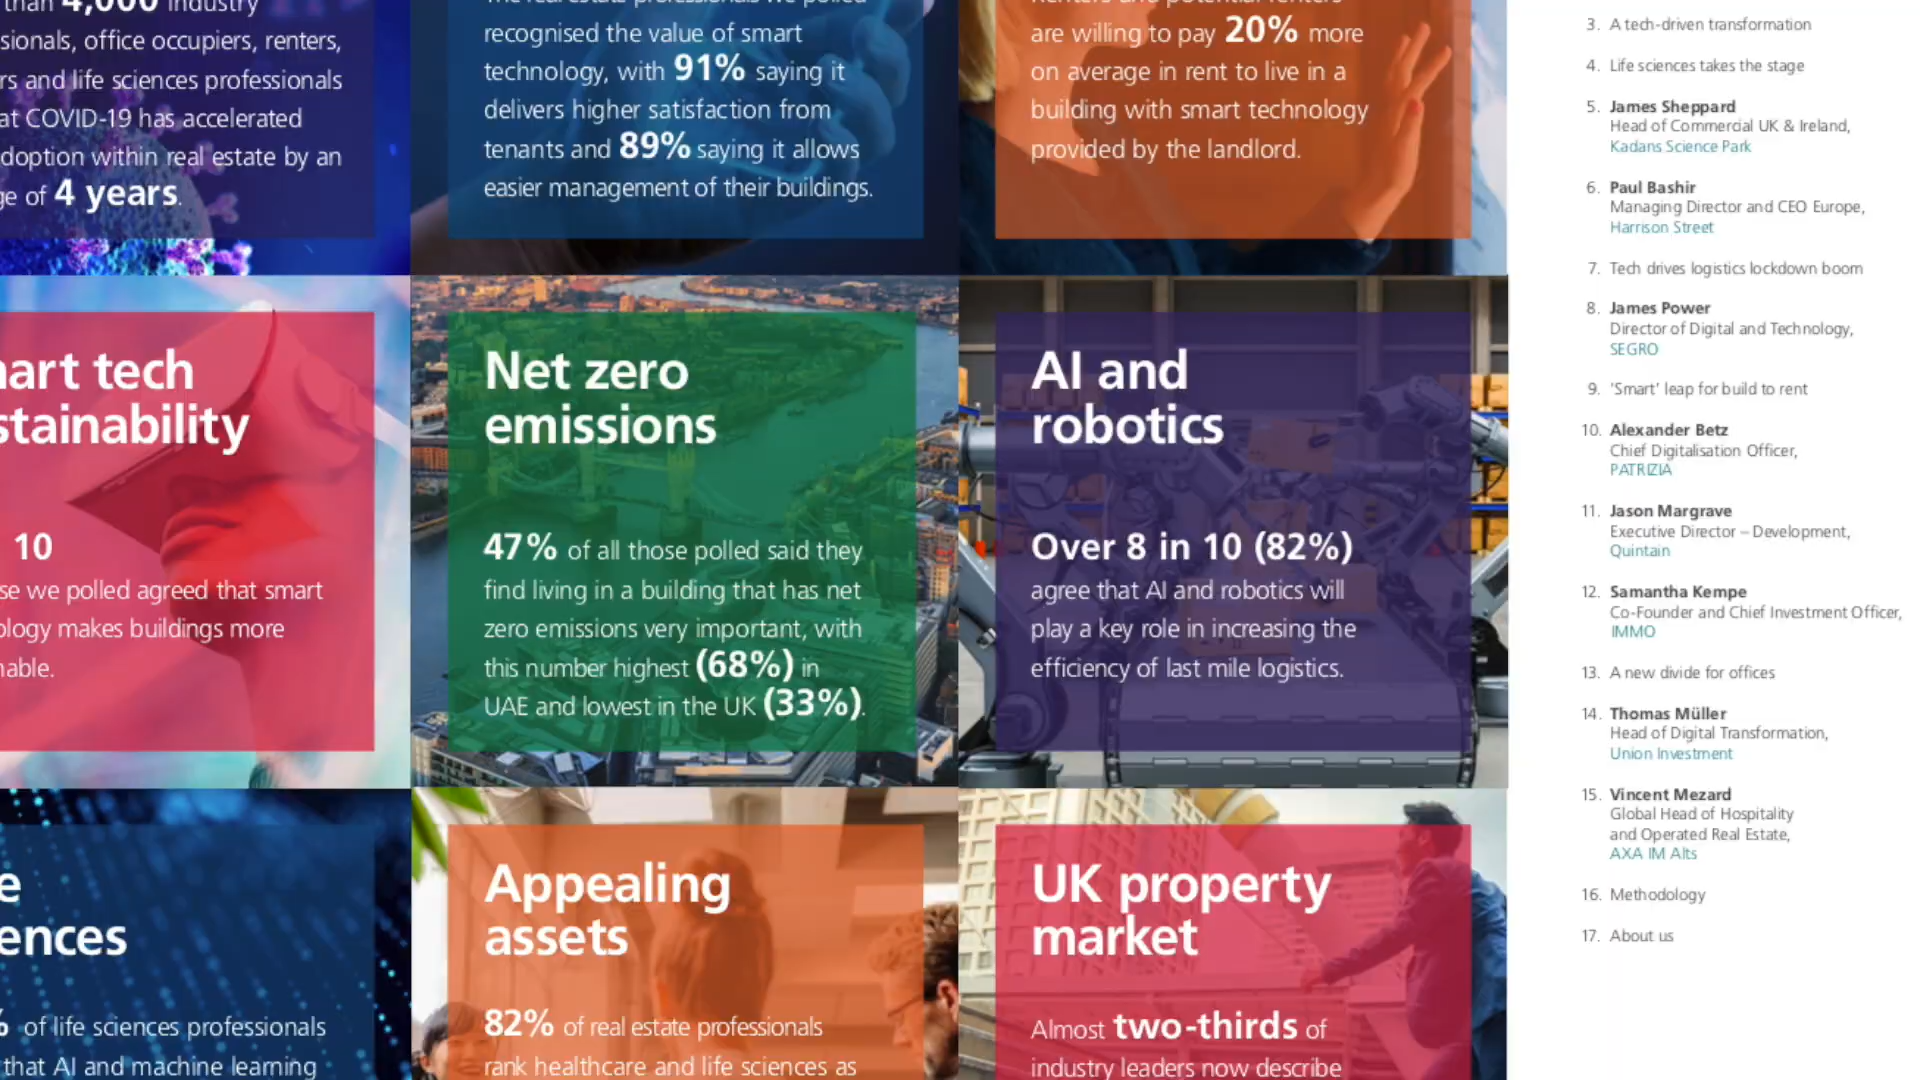 than 4,000 industry
sionals, office occupiers, renters,
rs and life sciences professionals
at COVID-19 has accelerated
doption within real estate by an
ge of 4 years.
The real estate professionals we polled
recognised the value of smart
technology, with 91% saying it
delivers higher satisfaction from
tenants and 89% saying it allows
easier management of their buildings.
Renters and potential renters
are willing to pay 20% more
on average in rent to live in a
building with smart technology
provided by the landlord.
art tech
stainability
10
se we polled agreed that smart
ology makes buildings more
nable.
Net zero
emissions
47% of all those polled said they
find living in a building that has net
zero emissions very important, with
this number highest (68%) in
UAE and lowest in the UK (33%).
AI and
robotics
Over 8 in 10 (82%)
agree that AI and robotics will
play a key role in increasing the
efficiency of last mile logistics.
e
ences
% of life sciences professionals
that AI and machine learning
Appealing
assets
82% of real estate professionals
rank healthcare and life sciences as
UK property
market
Almost two-thirds of
industry leaders now describe
3. A tech-driven transformation
4. Life sciences takes the stage
5. James Sheppard
Head of Commercial UK & Ireland,
Kadans Science Park
6. Paul Bashir
Managing Director and CEO Europe,
Harrison Street
7. Tech drives logistics lockdown boom
8. James Power
Director of Digital and Technology,
SEGRO
9. 'Smart' leap for build to rent
10. Alexander Betz
Chief Digitalisation Officer,
PATRIZIA
11. Jason Margrave
Executive Director – Development,
Quintain
12. Samantha Kempe
Co-Founder and Chief Investment Officer,
IMMO
13. A new divide for offices
14. Thomas Müller
Head of Digital Transformation,
Union Investment
15. Vincent Mezard
Global Head of Hospitality
and Operated Real Estate,
AXA IM Alts
16. Methodology
17. About us